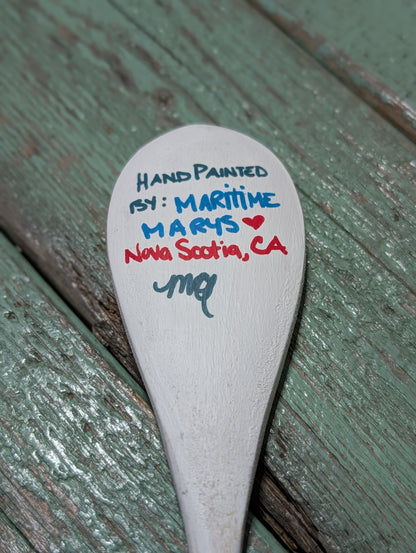 HAND PAINTED
BY: MARITIME
MARYS ♥
Nova Scotia, CA